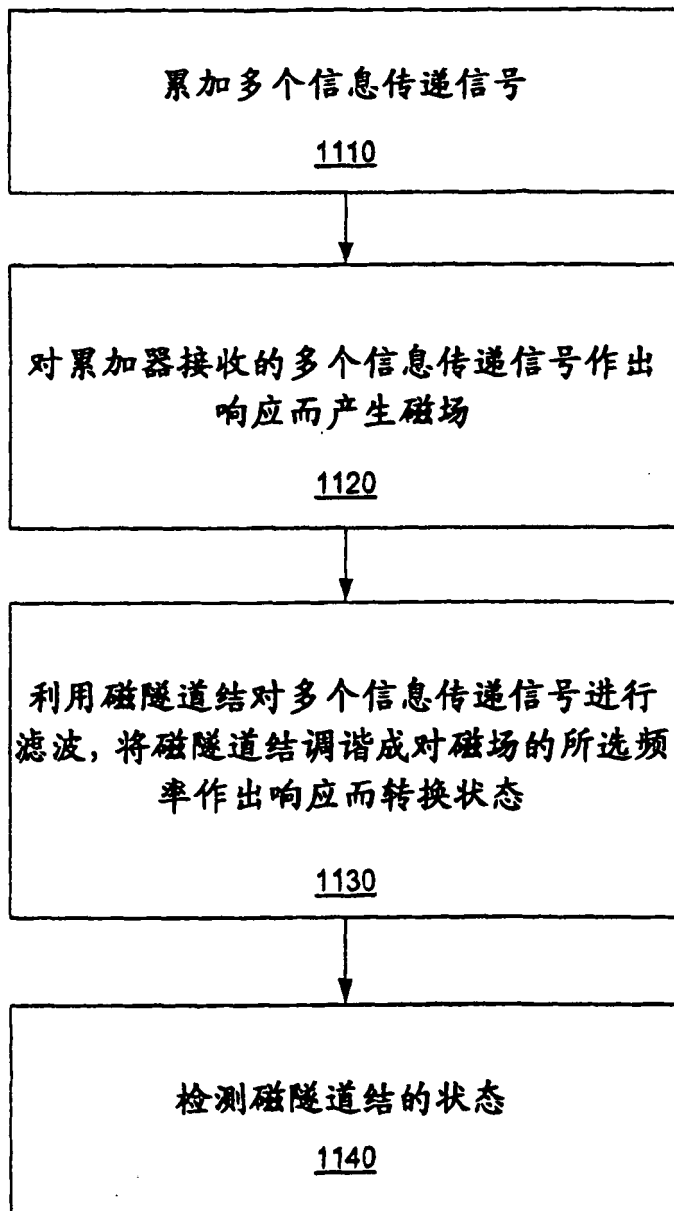 累加多个信息传递信号
1110
对累加器接收的多个信息传递信号作出
响应而产生磁场
1120
利用磁隧道结对多个信息传递信号进行
滤波，将磁隧道结调谐成对磁场的所选频
率作出响应而转换状态
1130
检测磁隧道结的状态
1140